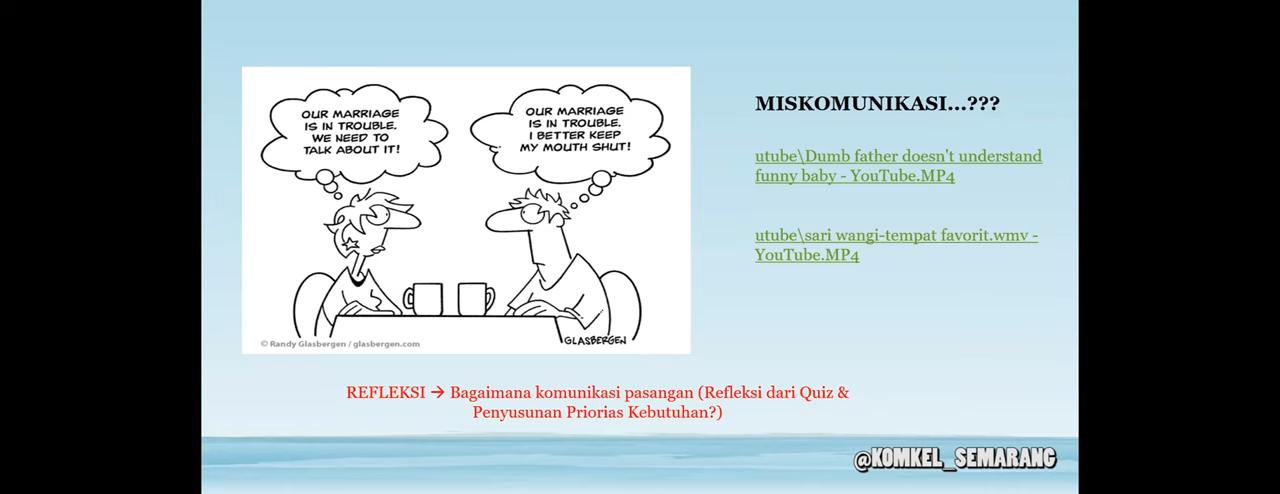 OUR MARRIAGE
IS IN TROUBLE.
WE NEED TO
TALK ABOUT IT!
OUR MARRIAGE
IS IN TROUBLE.
I BETTER KEEP
MY MOUTH SHUT!
GLASBERGEN
© Randy Glasbergen / glasbergen.com
MISKOMUNIKASI...???
utube\Dumb father doesn't understand
funny baby - YouTube.MP4
utube\sari wangi-tempat favorit.wmv -
YouTube.MP4
REFLEKSI → Bagaimana komunikasi pasangan (Refleksi dari Quiz &
Penyusunan Priorias Kebutuhan?)
@KOMKEL_SEMARANG